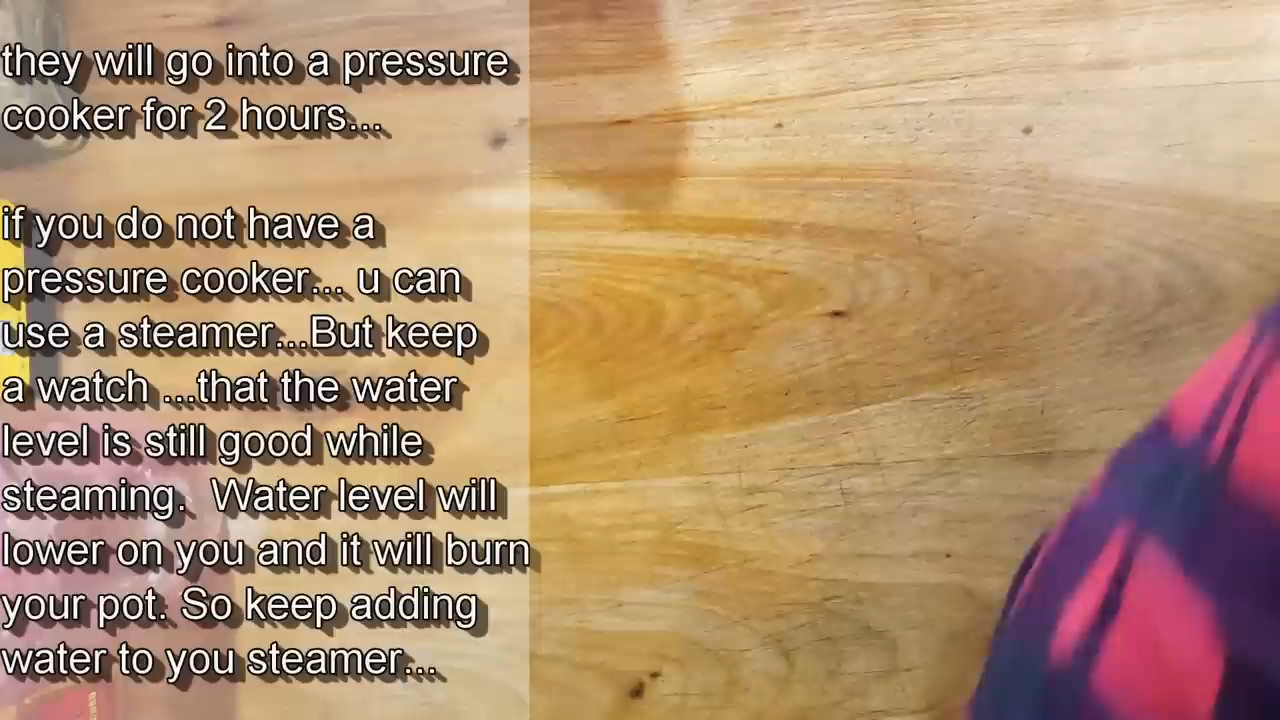 they will go into a pressure
cooker for 2 hours...
if you do not have a
pressure cooker... u can
use a steamer...But keep
a watch ...that the water
level is still good while
steaming.  Water level will
lower on you and it will burn
your pot. So keep adding
water to you steamer...